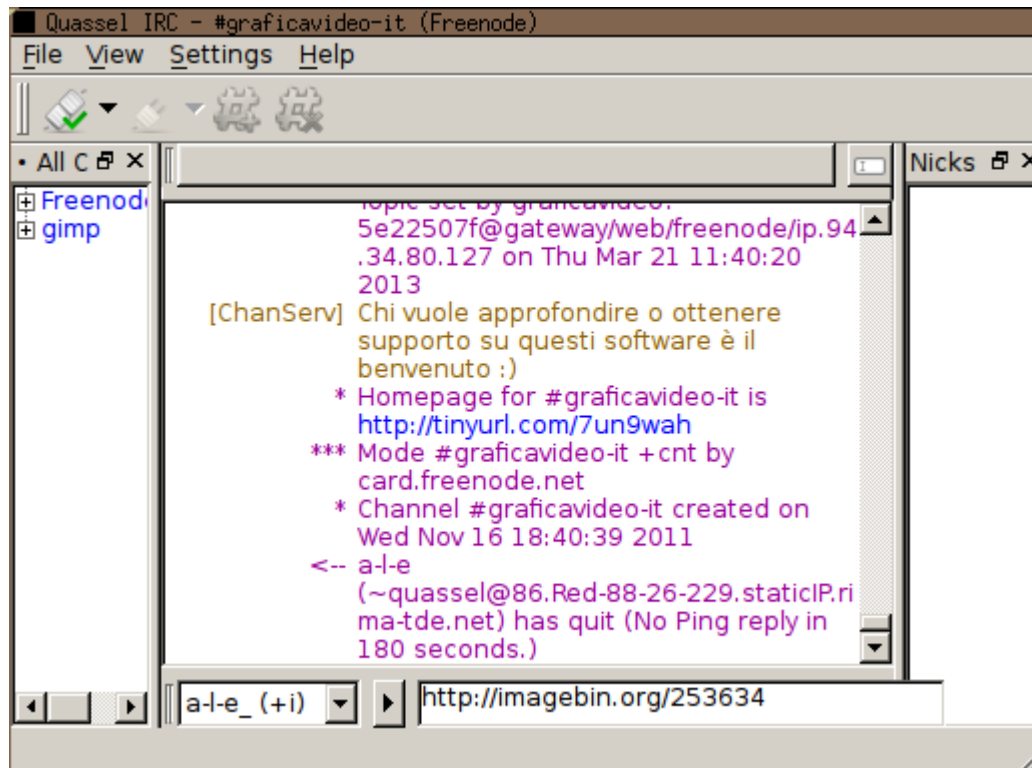 Quassel IRC - #graficavideo-it (Freenode)
File View Settings Help
All C
Freenod
gimp
Topic set by graficavideo!
5e22507f@gateway/web/freenode/ip.94
.34.80.127 on Thu Mar 21 11:40:20
2013
[ChanServ] Chi vuole approfondire o ottenere
supporto su questi software è il
benvenuto :)
* Homepage for #graficavideo-it is
http://tinyurl.com/7un9wah
*** Mode #graficavideo-it +cnt by
card.freenode.net
* Channel #graficavideo-it created on
Wed Nov 16 18:40:39 2011
<-- a-l-e
(~quassel@86.Red-88-26-229.staticIP.ri
ma-tde.net) has quit (No Ping reply in
180 seconds.)
Nicks
a-l-e_ (+i)
http://imagebin.org/253634